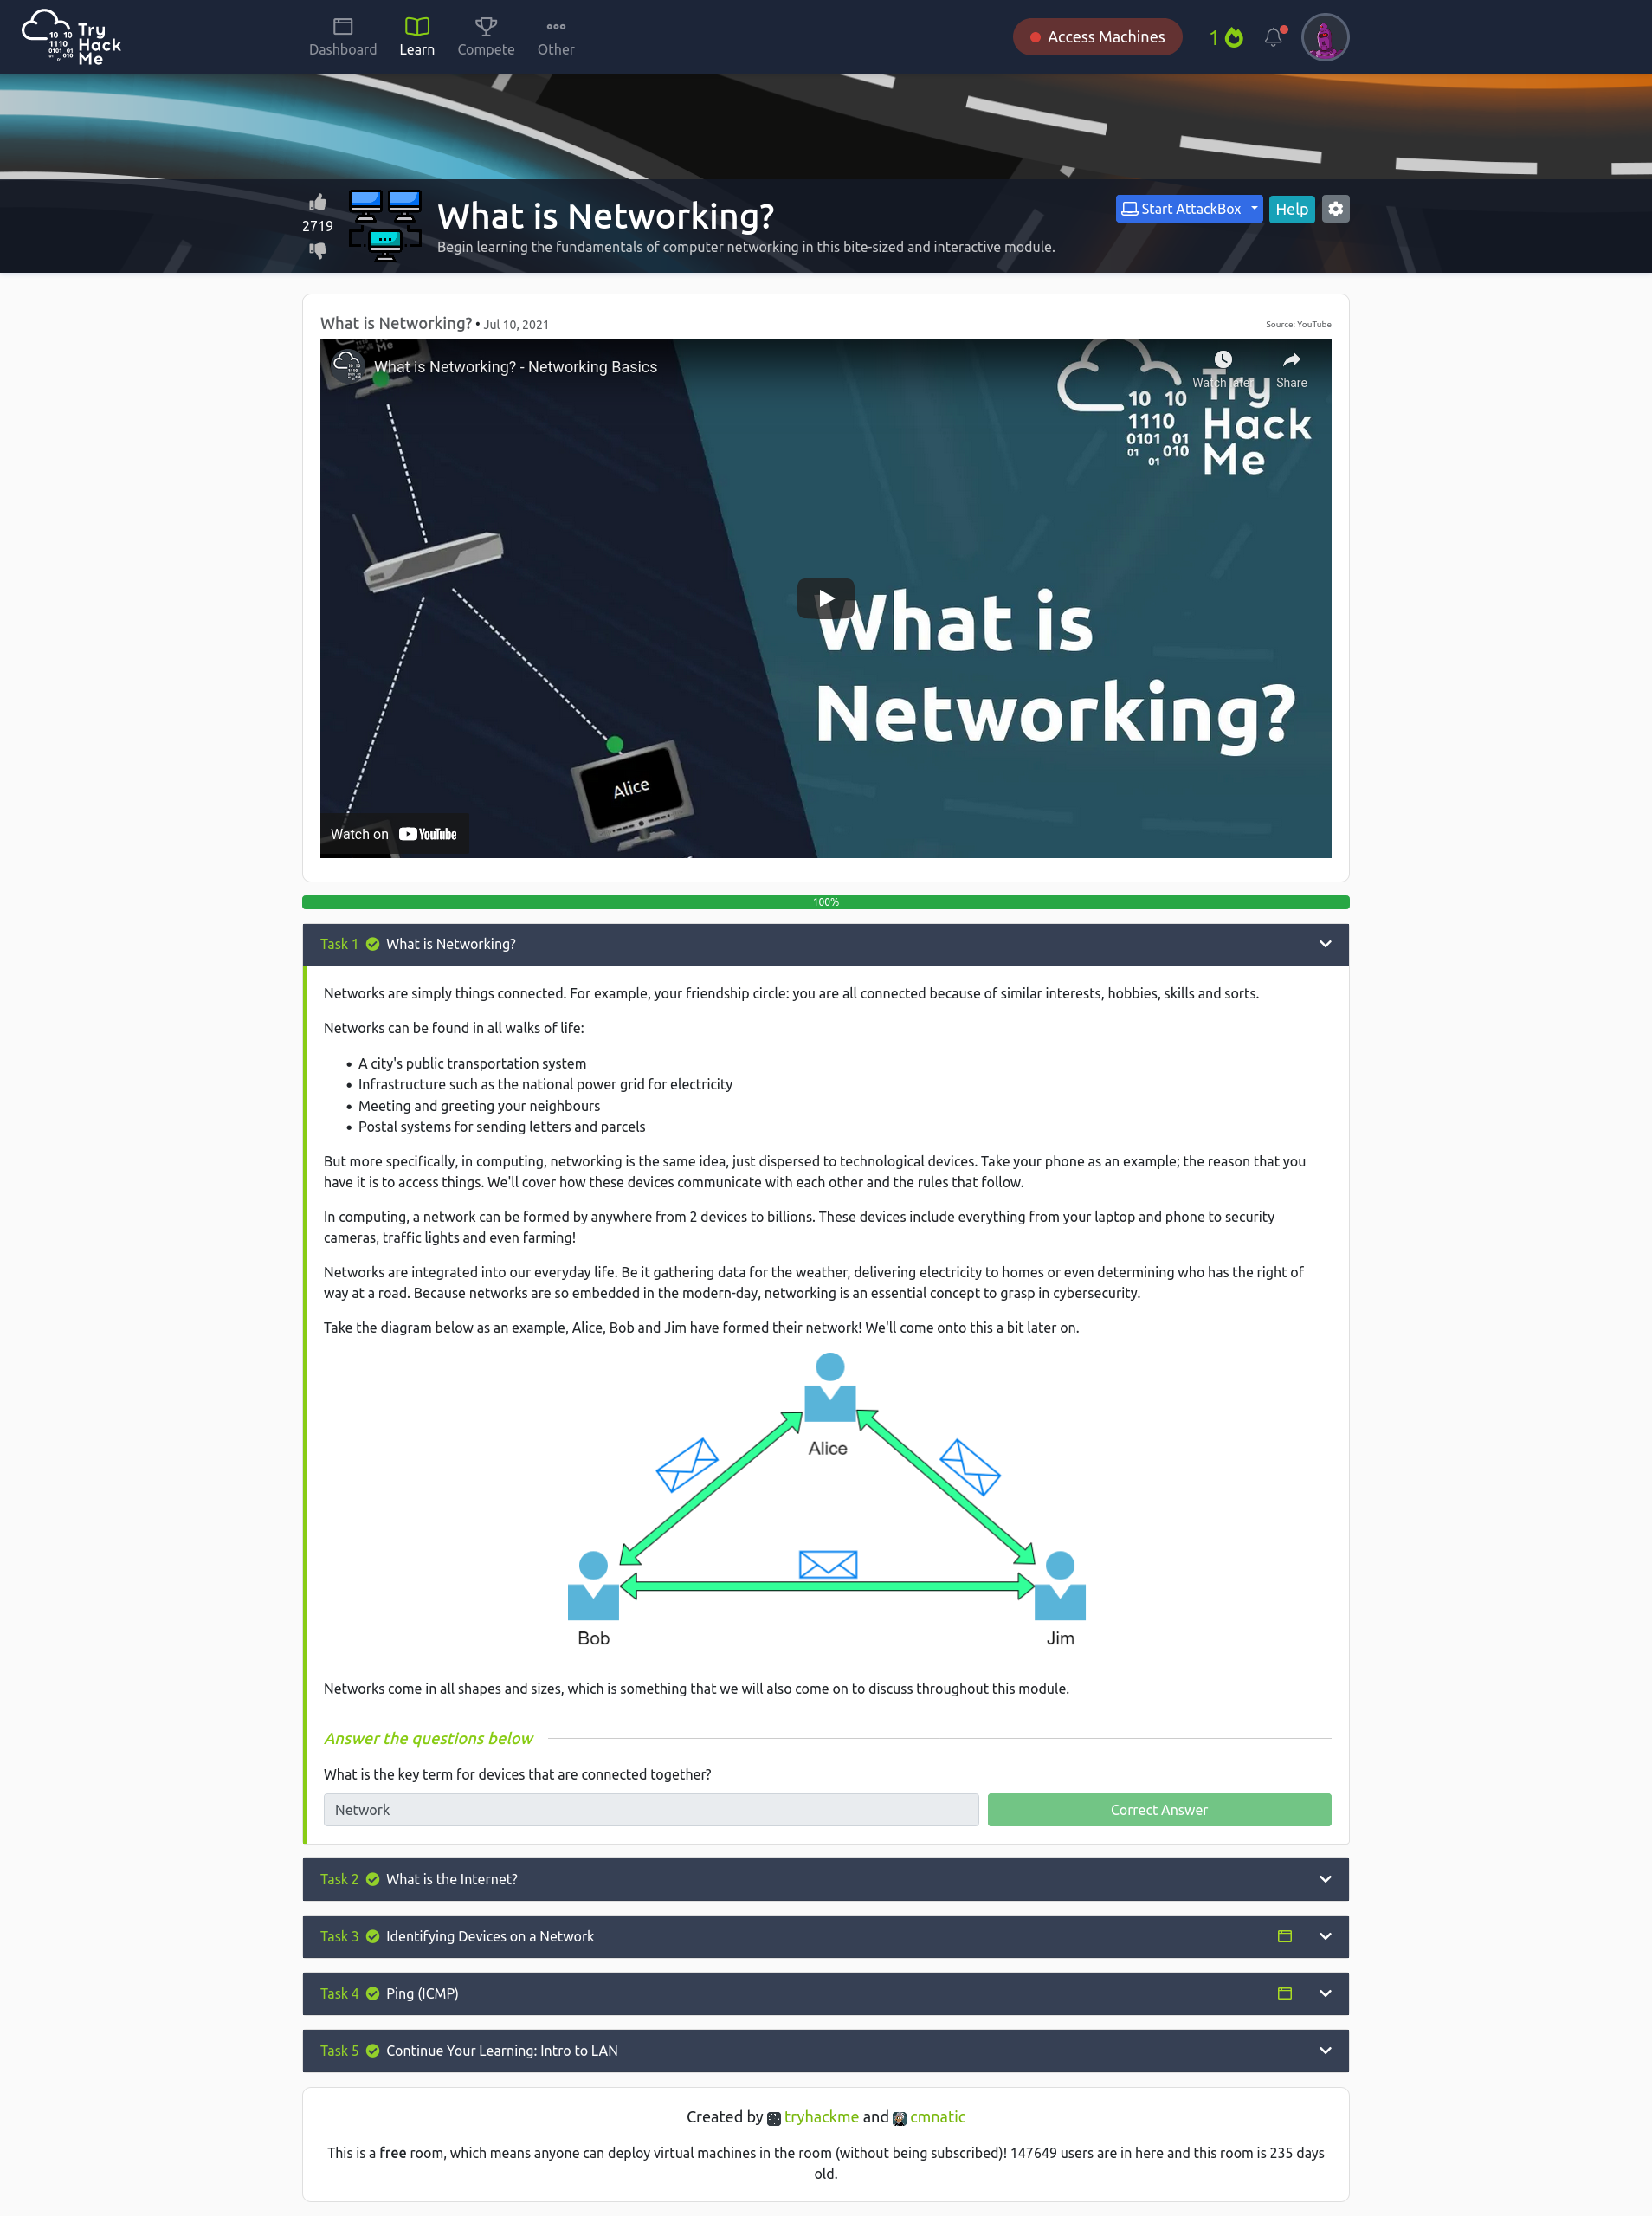 Try
Hack
Me
10 10
1110
0101 01
01
Dashboard
Learn
Compete
Other
Access Machines
1
2719
What is Networking?
Begin learning the fundamentals of computer networking in this bite-sized and interactive module.
Start AttackBox
Help
What is Networking? • Jul 10, 2021
Source: YouTube
What is Networking? - Networking Basics
Watch later
Share
10 10
1110
0101 01
01 010
01
Try
Hack
Me
What is
Networking?
Alice
Watch on YouTube
100%
Task 1 What is Networking?
Networks are simply things connected. For example, your friendship circle: you are all connected because of similar interests, hobbies, skills and sorts.
Networks can be found in all walks of life:
• A city's public transportation system
• Infrastructure such as the national power grid for electricity
• Meeting and greeting your neighbours
• Postal systems for sending letters and parcels
But more specifically, in computing, networking is the same idea, just dispersed to technological devices. Take your phone as an example; the reason that you
have it is to access things. We'll cover how these devices communicate with each other and the rules that follow.
In computing, a network can be formed by anywhere from 2 devices to billions. These devices include everything from your laptop and phone to security
cameras, traffic lights and even farming!
Networks are integrated into our everyday life. Be it gathering data for the weather, delivering electricity to homes or even determining who has the right of
way at a road. Because networks are so embedded in the modern-day, networking is an essential concept to grasp in cybersecurity.
Take the diagram below as an example, Alice, Bob and Jim have formed their network! We'll come onto this a bit later on.
Alice
Bob
Jim
Networks come in all shapes and sizes, which is something that we will also come on to discuss throughout this module.
Answer the questions below
What is the key term for devices that are connected together?
Network
Correct Answer
Task 2 What is the Internet?
Task 3 Identifying Devices on a Network
Task 4 Ping (ICMP)
Task 5 Continue Your Learning: Intro to LAN
Created by tryhackme and cmnatic
This is a free room, which means anyone can deploy virtual machines in the room (without being subscribed)! 147649 users are in here and this room is 235 days
old.